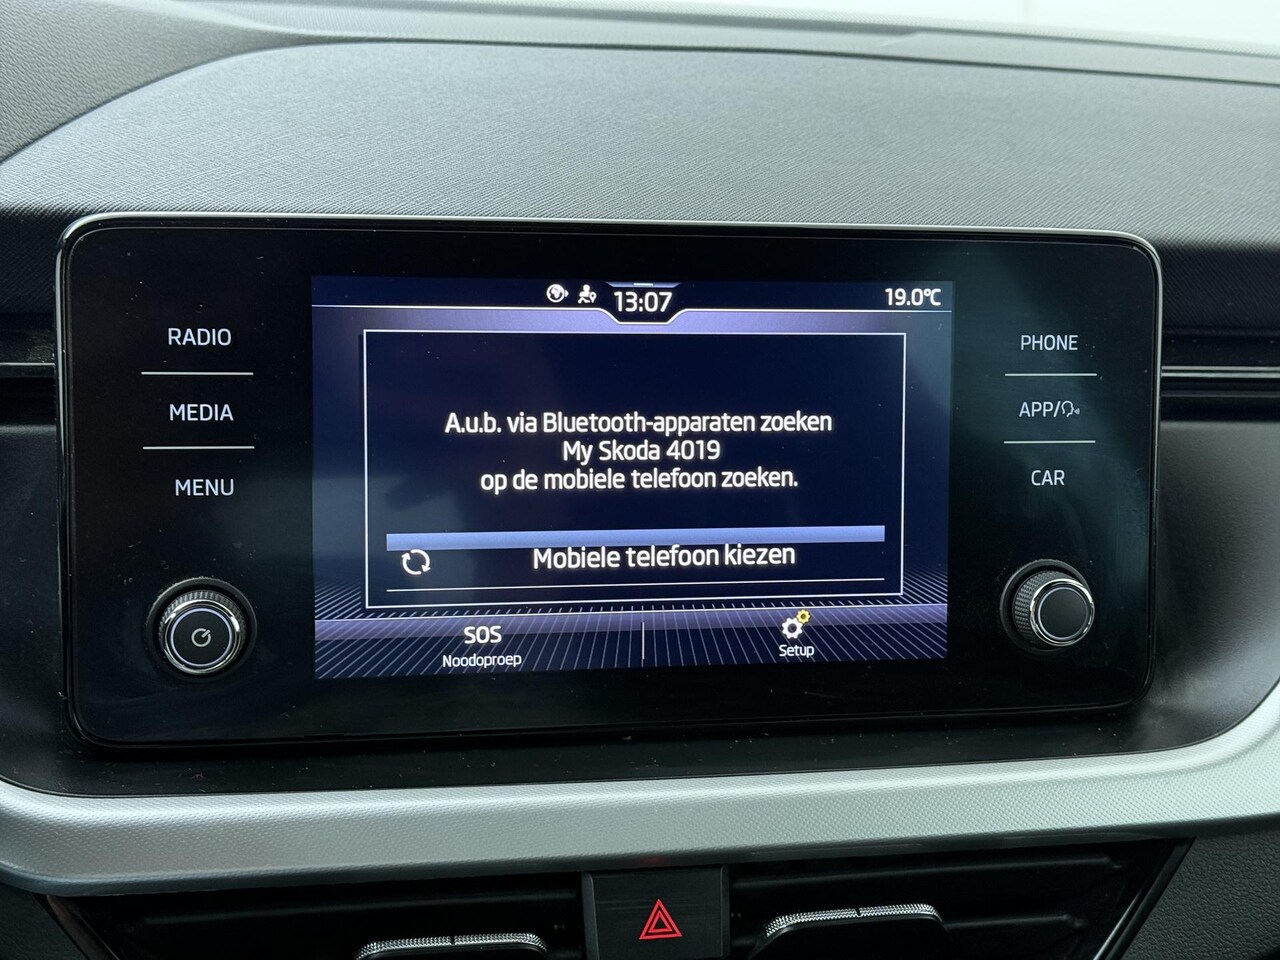 13:07
19.0°C
RADIO
MEDIA
MENU
A.u.b. via Bluetooth-apparaten zoeken
My Skoda 4019
op de mobiele telefoon zoeken.
Mobiele telefoon kiezen
SOS
Noodoproep
Setup
PHONE
APP/
CAR